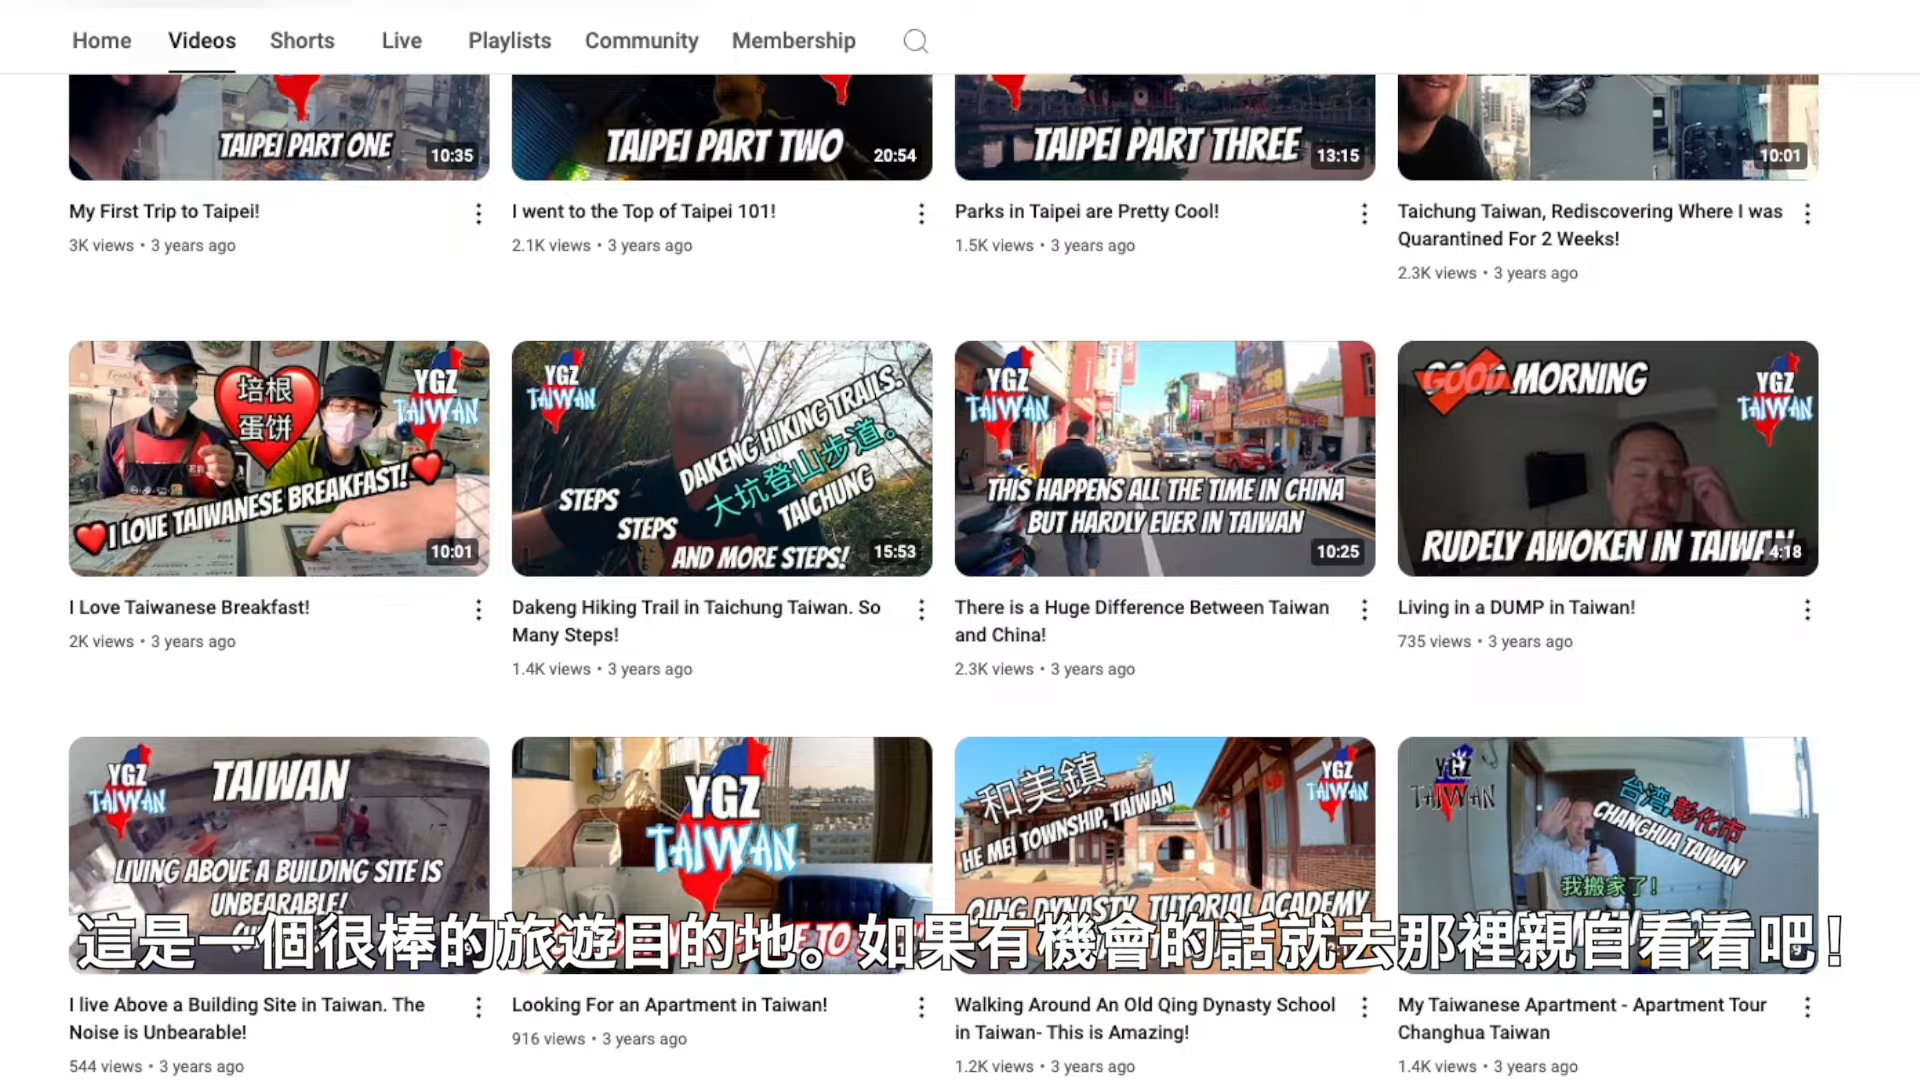 Home Videos Shorts Live Playlists Community Membership
TAIPEI PART ONE
10:35
TAIPEI PART TWO
20:54
TAIPEI PART THREE
13:15
10:01
My First Trip to Taipei!
3K views • 3 years ago
I went to the Top of Taipei 101!
2.1K views • 3 years ago
Parks in Taipei are Pretty Cool!
1.5K views • 3 years ago
Taichung Taiwan, Rediscovering Where I was
Quarantined For 2 Weeks!
2.3K views • 3 years ago
培根
蛋饼
YGZ
TAIWAN
I LOVE TAIWANESE BREAKFAST!
10:01
YGZ
TAIWAN
DAKENG HIKING TRAILS.
大坑登山步道。
TAICHUNG
STEPS
STEPS
AND MORE STEPS!
15:53
YGZ
TAIWAN
THIS HAPPENS ALL THE TIME IN CHINA
BUT HARDLY EVER IN TAIWAN
10:25
GOOD MORNING
YGZ
TAIWAN
RUDELY AWOKEN IN
4:18
I Love Taiwanese Breakfast!
2K views • 3 years ago
Dakeng Hiking Trail in Taichung Taiwan. So
Many Steps!
1.4K views • 3 years ago
There is a Huge Difference Between Taiwan
and China!
2.3K views • 3 years ago
Living in a DUMP in Taiwan!
735 views • 3 years ago
YGZ
TAIWAN
TAIWAN
LIVING ABOVE A BUILDING SITE IS
UNBEARABLE!
YGZ
TAIWAN
TO
和美鎮
HE MEI TOWNSHIP, TAIWAN
YGZ
TAIWAN
QING DYNASTY TUTORIAL ACADEMY
YGZ
TAIWAN
台湾彰化市
CHANGHUA TAIWAN
我搬家了！
這是一個很棒的旅遊目的地。如果有機會的話就去那裡親自看看吧！
I live Above a Building Site in Taiwan. The
Noise is Unbearable!
544 views • 3 years ago
Looking For an Apartment in Taiwan!
916 views • 3 years ago
Walking Around An Old Qing Dynasty School
in Taiwan- This is Amazing!
1.2K views • 3 years ago
My Taiwanese Apartment - Apartment Tour
Changhua Taiwan
1.4K views • 3 years ago